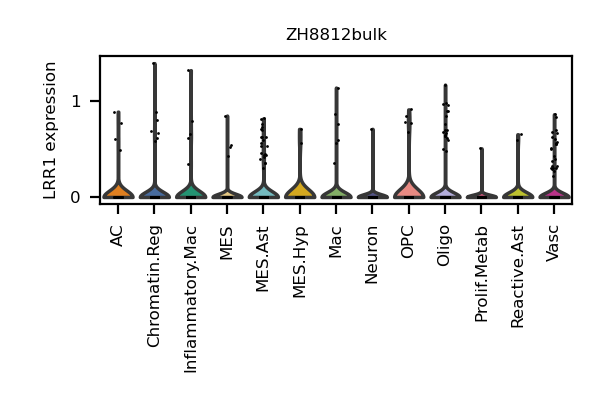 ZH8812bulk
LRR1 expression
1
0
AC
Chromatin.Reg
Inflammatory.Mac
MES
MES.Ast
MES.Hyp
Mac
Neuron
OPC
Oligo
Prolif.Metab
Reactive.Ast
Vasc